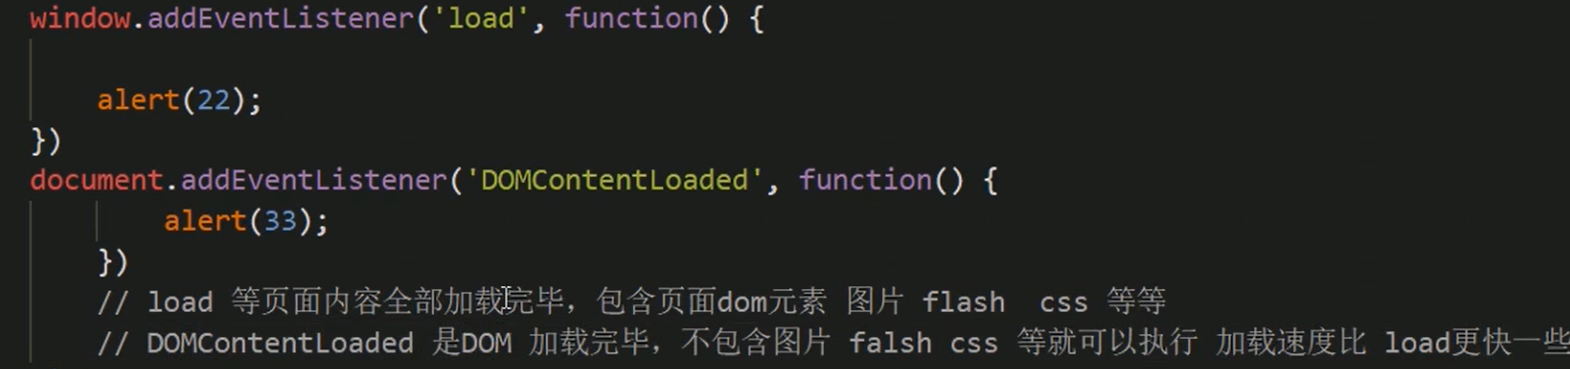 window.addEventListener('load', function() {
alert(22);
})
document.addEventListener('DOMContentLoaded', function() {
alert(33);
})
// load 等页面内容全部加载完毕，包含页面dom元素 图片 flash  css 等等
// DOMContentLoaded 是DOM 加载完毕，不包含图片 falsh css 等就可以执行 加载速度比 load更快一些